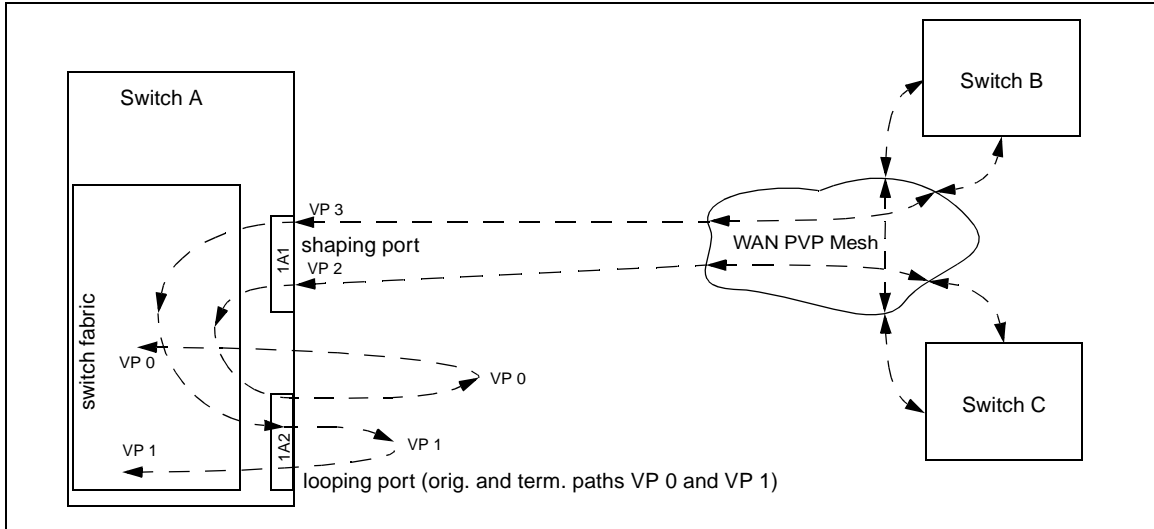 Switch B
Switch A
VP 3
shaping port
1A1
WAN PVP Mesh
VP 2
switch fabric
VP 0
VP 0
Switch C
VP 1
VP 1
1A2
looping port (orig. and term. paths VP 0 and VP 1)